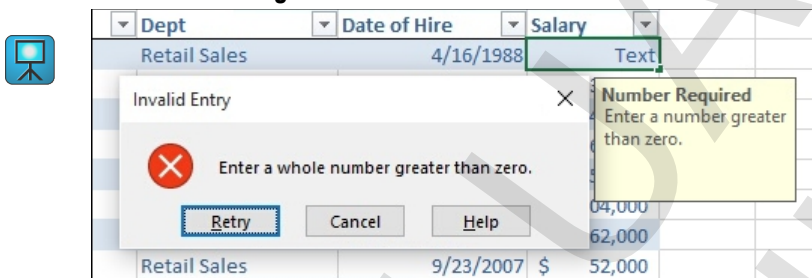 Dept Date of Hire Salary
Retail Sales 4/16/1988 Text
Invalid Entry
Number Required
Enter a number greater
than zero.
Enter a whole number greater than zero.
Retry Cancel Help
04,000
62,000
Retail Sales 9/23/2007 $ 52,000